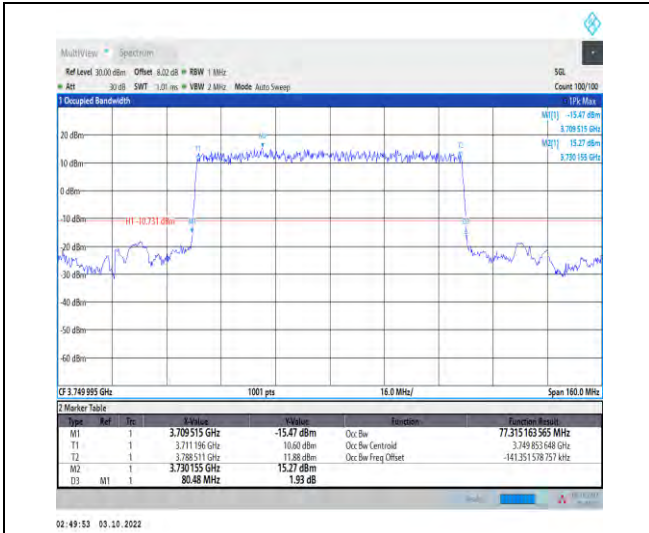 MultiView Spectrum
Ref Level 30.00 dBm Offset 8.02 dB RBW 1 MHz SGL
Att 30 dB SWT 1.01 ms VBW 2 MHz Mode Auto Sweep Count 100/100
1 Occupied Bandwidth 1Pk Max
M1[1] -15.47 dBm
3.709 515 GHz
M2[1] 15.27 dBm
3.730 155 GHz
20 dBm
10 dBm
0 dBm
-10 dBm
H1 -10.731 dBm
-20 dBm
-30 dBm
-40 dBm
-50 dBm
-60 dBm
T1
M2
T2
M1
D3
CF 3.749 995 GHz 1001 pts 16.0 MHz/ Span 160.0 MHz
2 Marker Table
Type Ref Trc X-Value Y-Value Function Function Result
M1 1 3.709 515 GHz -15.47 dBm Occ Bw 77.315 163 565 MHz
T1 1 3.711 196 GHz 10.60 dBm Occ Bw Centroid 3.749 853 648 GHz
T2 1 3.788 511 GHz 11.88 dBm Occ Bw Freq Offset -141.351 578 757 kHz
M2 1 3.730 155 GHz 15.27 dBm
D3 M1 1 80.48 MHz 1.93 dB
02:49:53 03.10.2022